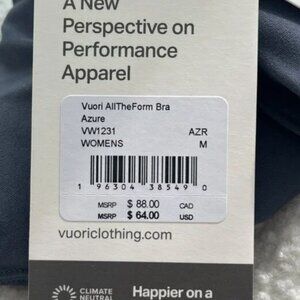 A New
Perspective on
Performance
Apparel
Vuori AllTheForm Bra
Azure
VW1231 AZR
WOMENS M
1 96304 38549 0
MSRP $ 88.00 CAD
MSRP $ 64.00 USD
vuoriclothing.com
CLIMATE
NEUTRAL
Happier on a